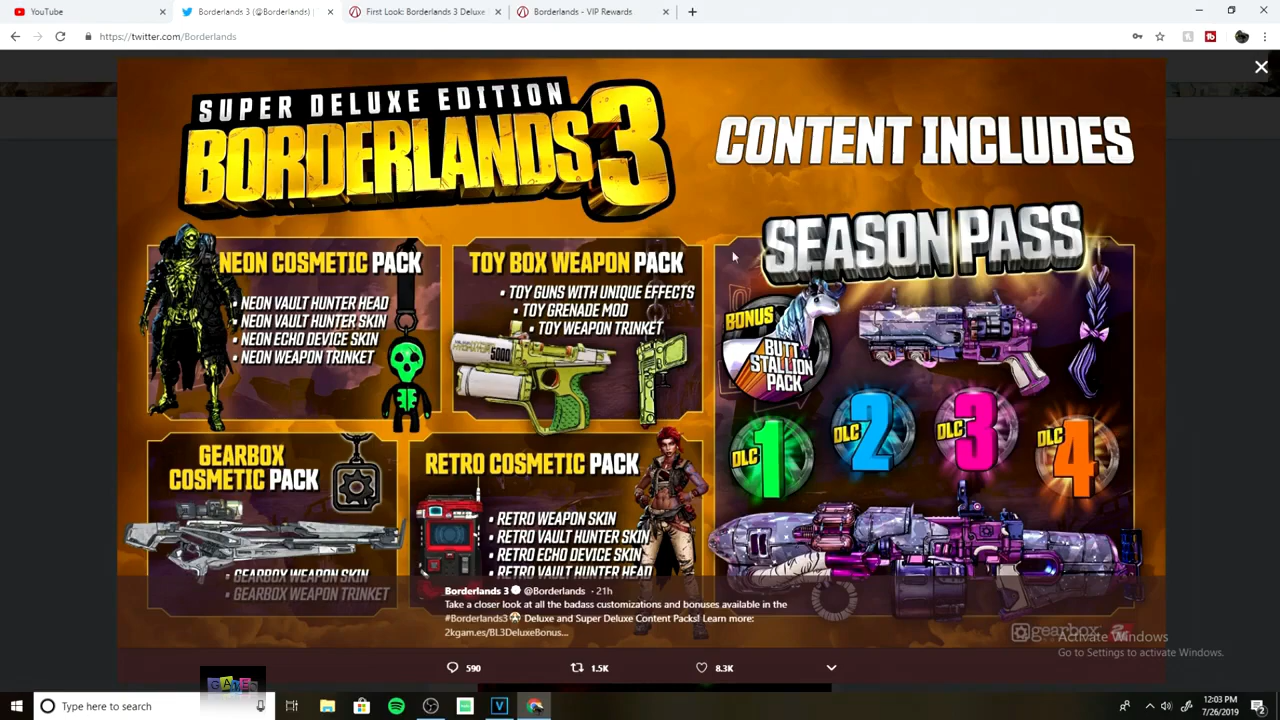 YouTube
Borderlands 3 (@Borderlands) |
First Look: Borderlands 3 Deluxe
Borderlands - VIP Rewards
https://twitter.com/Borderlands
SUPER DELUXE EDITION
BORDERLANDS 3
CONTENT INCLUDES
NEON COSMETIC PACK
• NEON VAULT HUNTER HEAD
• NEON VAULT HUNTER SKIN
• NEON ECHO DEVICE SKIN
• NEON WEAPON TRINKET
TOY BOX WEAPON PACK
• TOY GUNS WITH UNIQUE EFFECTS
• TOY GRENADE MOD
• TOY WEAPON TRINKET
5000
SEASON PASS
BONUS
BUTT
STALLION
PACK
DLC 1
DLC 2
DLC 3
DLC 4
GEARBOX
COSMETIC PACK
• GEARBOX WEAPON SKIN
• GEARBOX WEAPON TRINKET
RETRO COSMETIC PACK
• RETRO WEAPON SKIN
• RETRO VAULT HUNTER SKIN
• RETRO ECHO DEVICE SKIN
• RETRO VAULT HUNTER HEAD
Borderlands 3 @Borderlands · 21h
Take a closer look at all the badass customizations and bonuses available in the
#Borderlands3 Deluxe and Super Deluxe Content Packs! Learn more:
2kgam.es/BL3DeluxeBonus...
gearbox
Activate Windows
Go to Settings to activate Windows.
590
1.5K
8.3K
GAMES
Type here to search
12:03 PM
7/26/2019
2